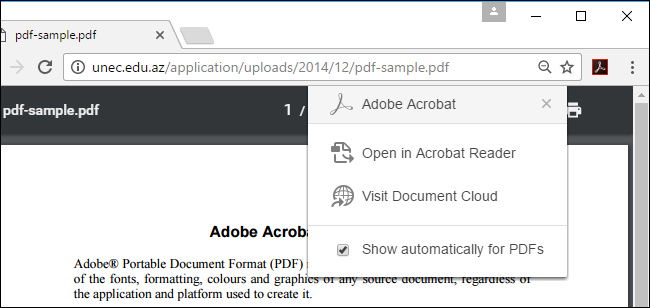 pdf-sample.pdf
unec.edu.az/application/uploads/2014/12/pdf-sample.pdf
pdf-sample.pdf
1 /
Adobe Acrobat
Open in Acrobat Reader
Visit Document Cloud
Show automatically for PDFs
Adobe
Adobe® Portable Document Format (PDF)
of the fonts, formatting, colours and graphics of any source document, regardless of
the application and platform used to create it.